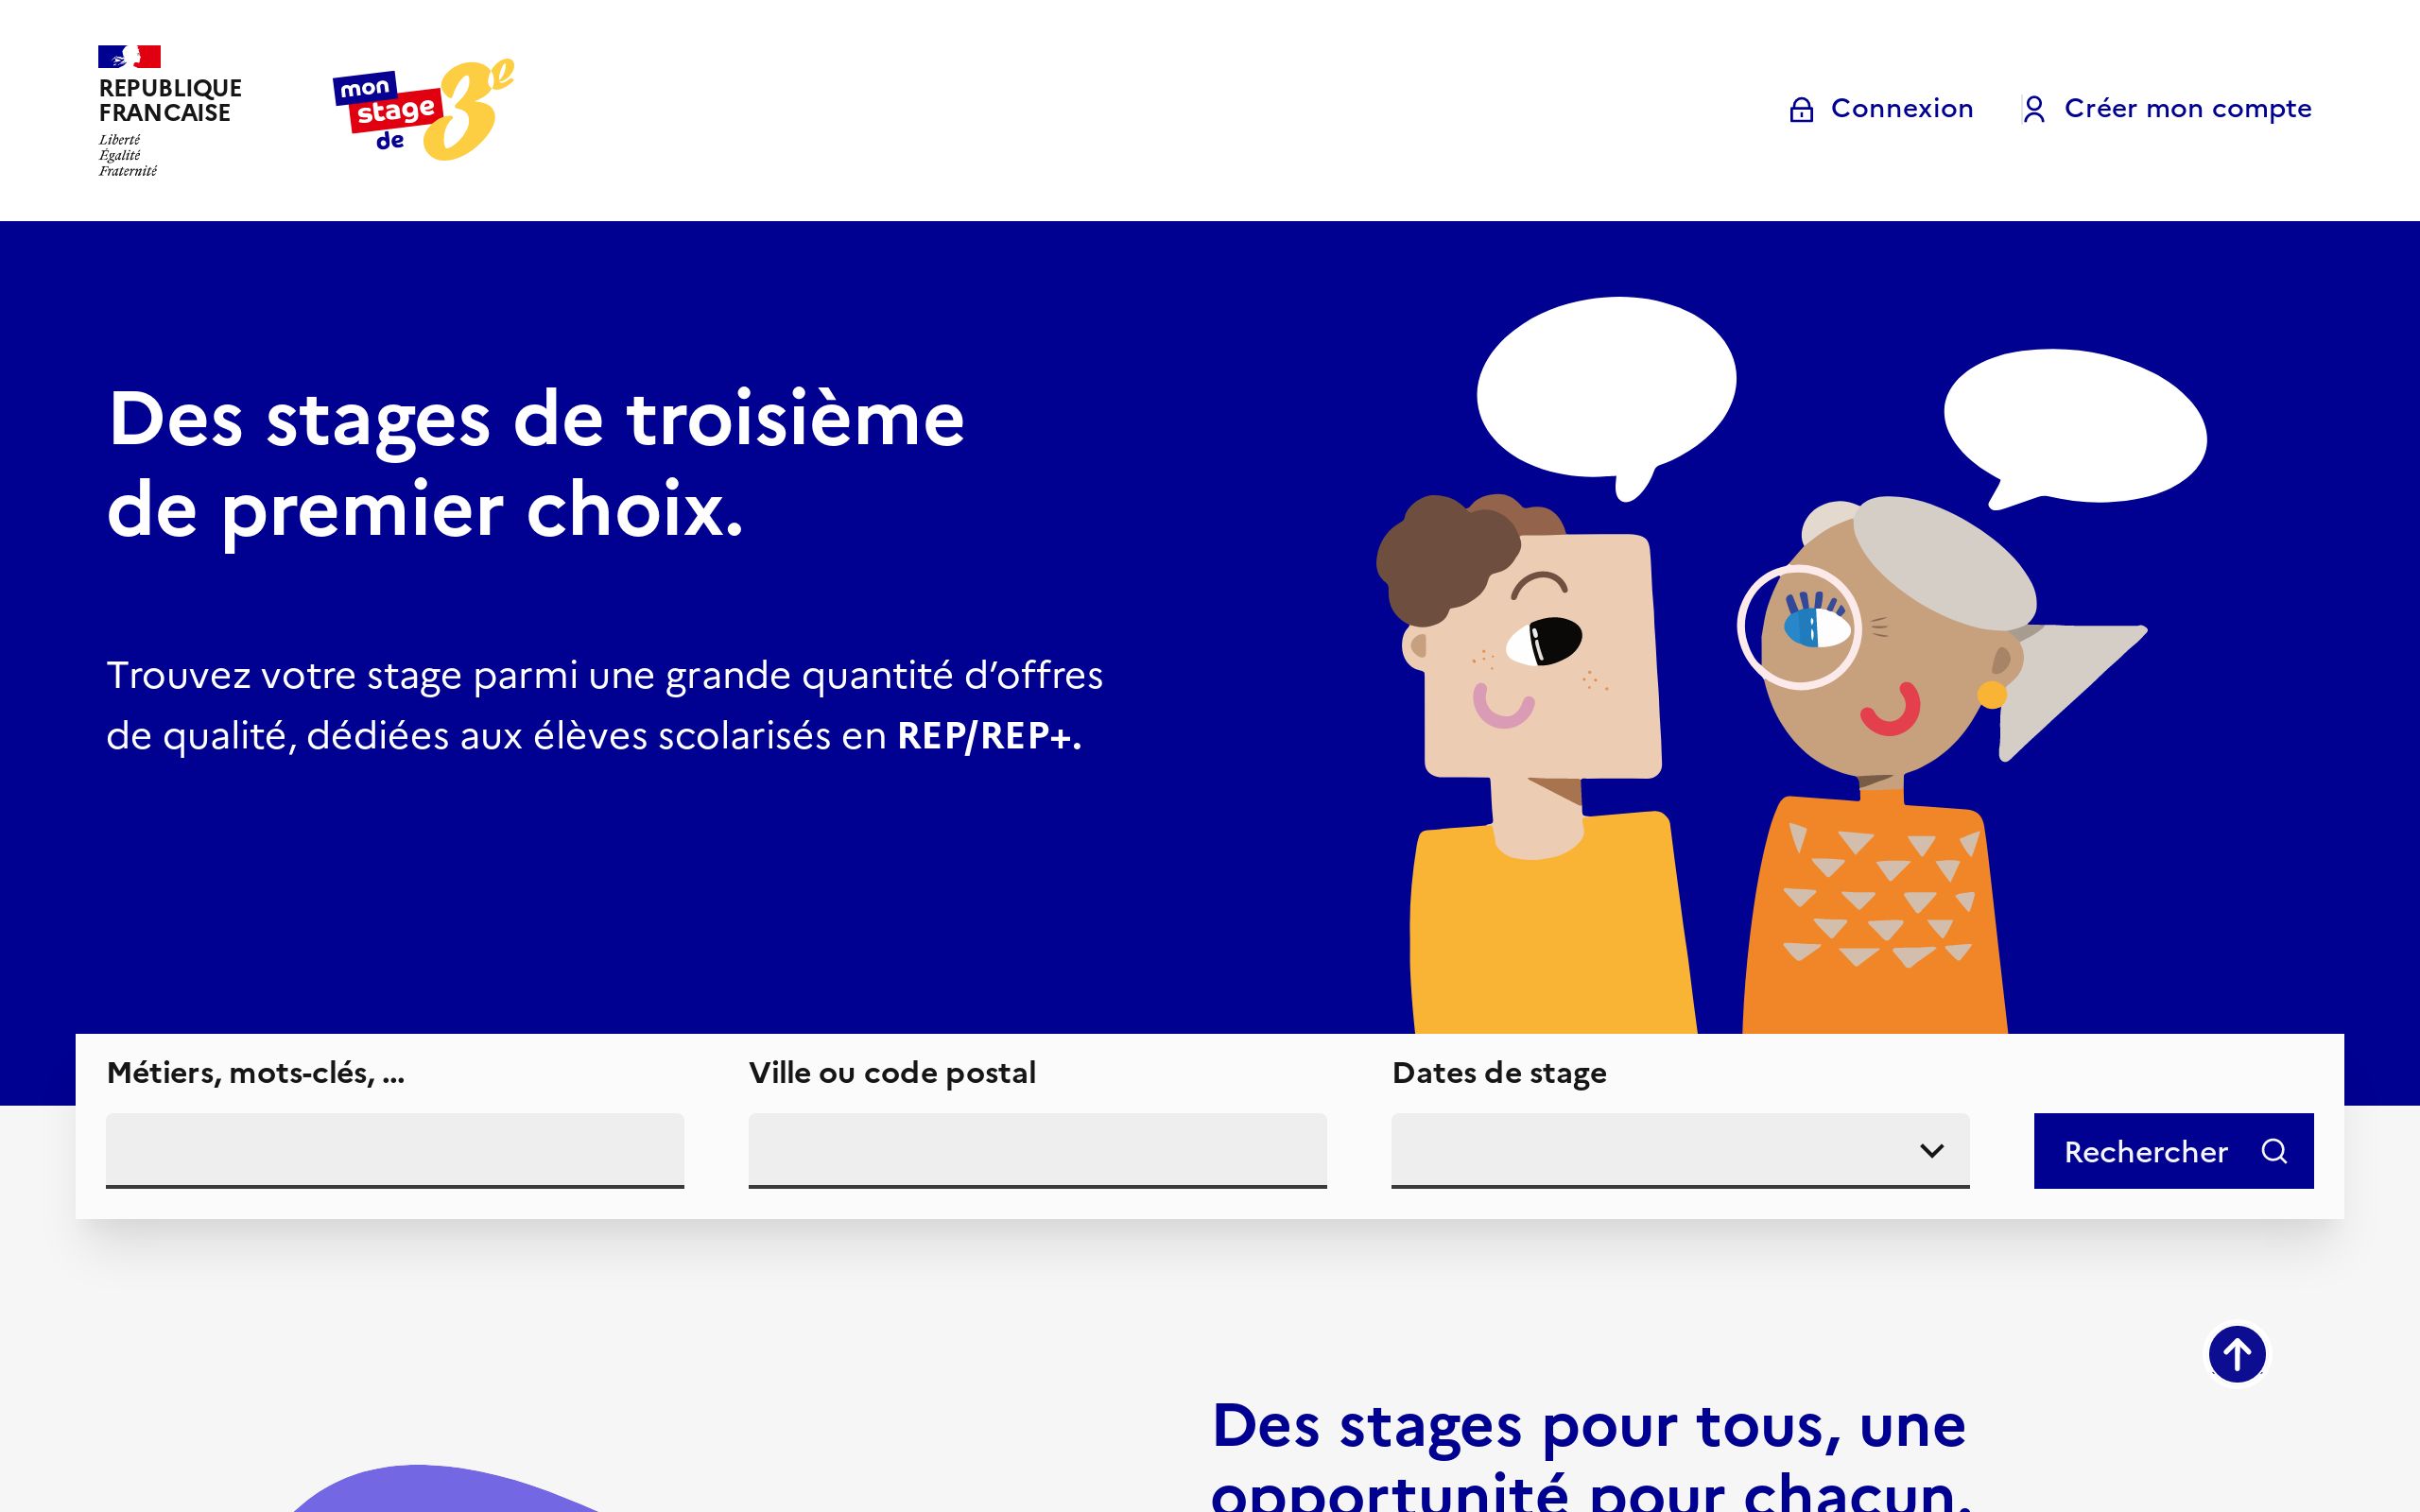 REPUBLIQUE
FRANCAISE
Liberté
Égalité
Fraternité
mon
stage
de
3e
Connexion
Créer mon compte
Des stages de troisième
de premier choix.
Trouvez votre stage parmi une grande quantité d’offres
de qualité, dédiées aux élèves scolarisés en REP/REP+.
Métiers, mots-clés, ...
Ville ou code postal
Dates de stage
Rechercher
Des stages pour tous, une
opportunité pour chacun.